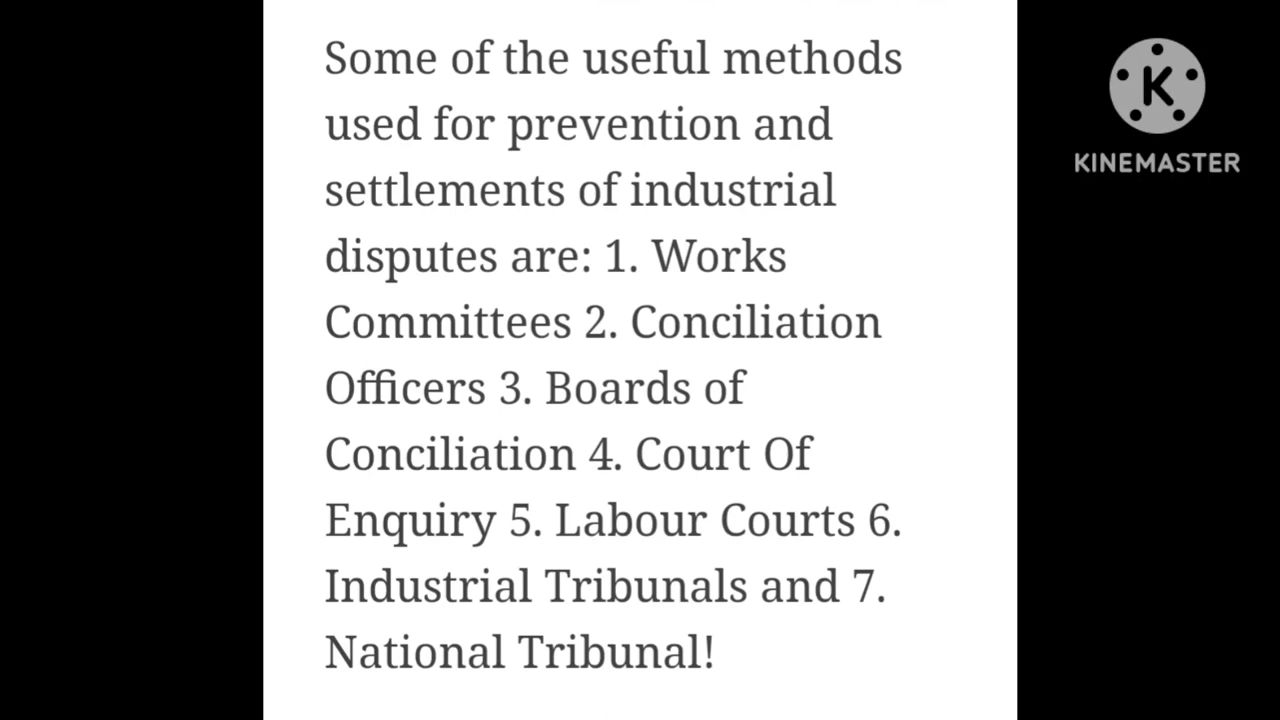 Some of the useful methods
used for prevention and
settlements of industrial
disputes are: 1. Works
Committees 2. Conciliation
Officers 3. Boards of
Conciliation 4. Court Of
Enquiry 5. Labour Courts 6.
Industrial Tribunals and 7.
National Tribunal!
K
KINEMASTER